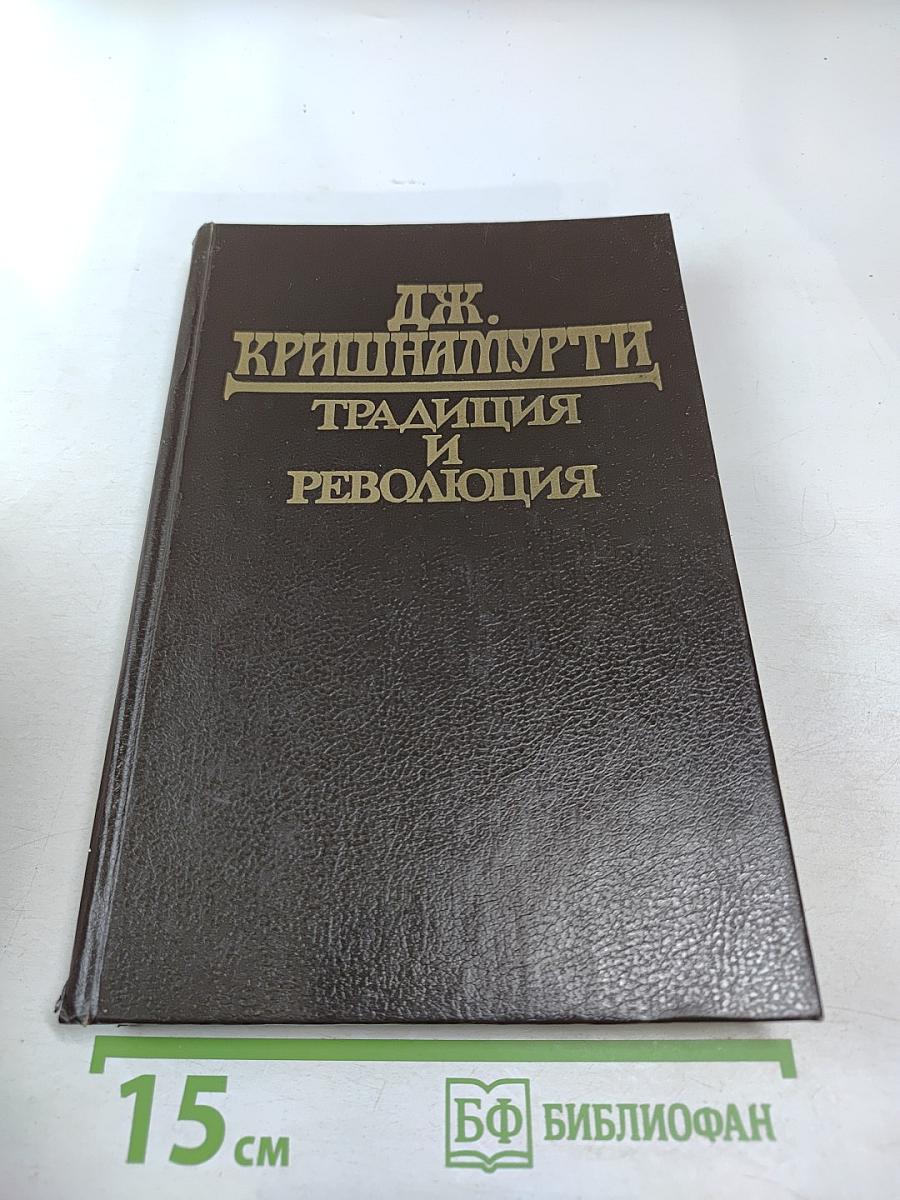 ДЖ.
КРИШНАМУРТИ
ТРАДИЦИЯ
И
РЕВОЛЮЦИЯ
15 см
БФ БИБЛИОФАН